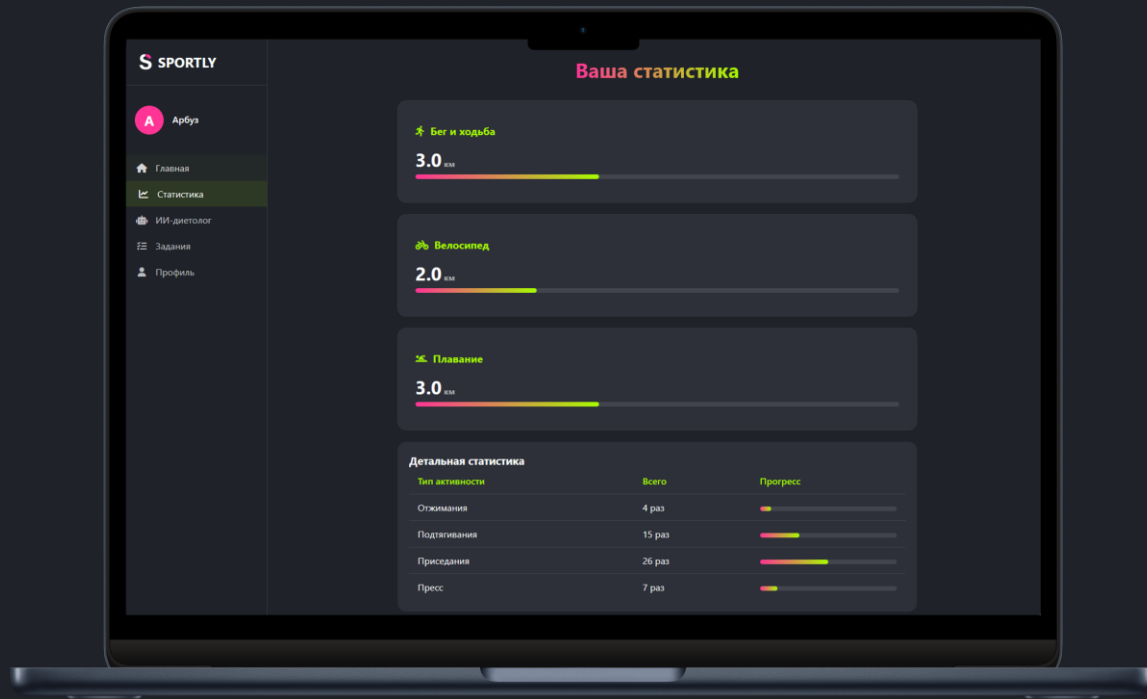 SPORTLY
А
Арбуз
Главная
Статистика
ИИ-диетолог
Задания
Профиль
Ваша статистика
Бег и ходьба
3.0 км
Велосипед
2.0 км
Плавание
3.0 км
Детальная статистика
Тип активности Всего Прогресс
Отжимания 4 раз
Подтягивания 15 раз
Приседания 26 раз
Пресс 7 раз